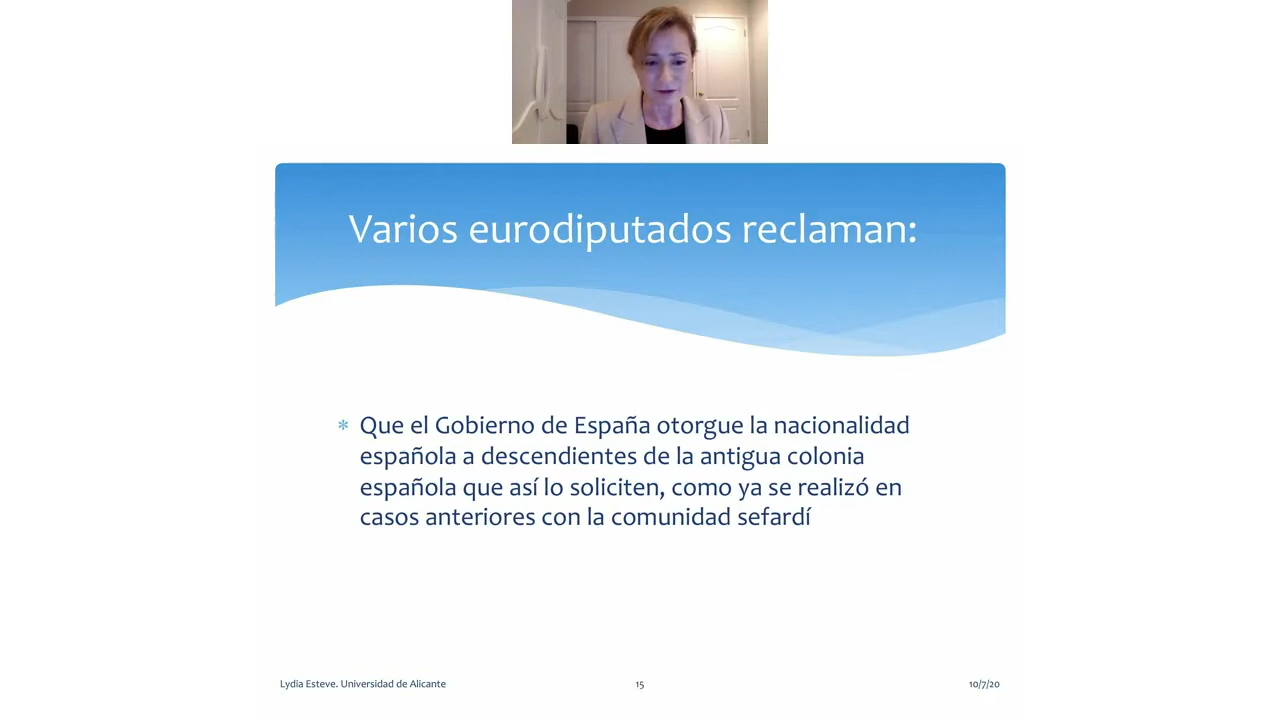 Varios eurodiputados reclaman:
* Que el Gobierno de España otorgue la nacionalidad
española a descendientes de la antigua colonia
española que así lo soliciten, como ya se realizó en
casos anteriores con la comunidad sefardí
Lydia Esteve. Universidad de Alicante
15
10/7/20